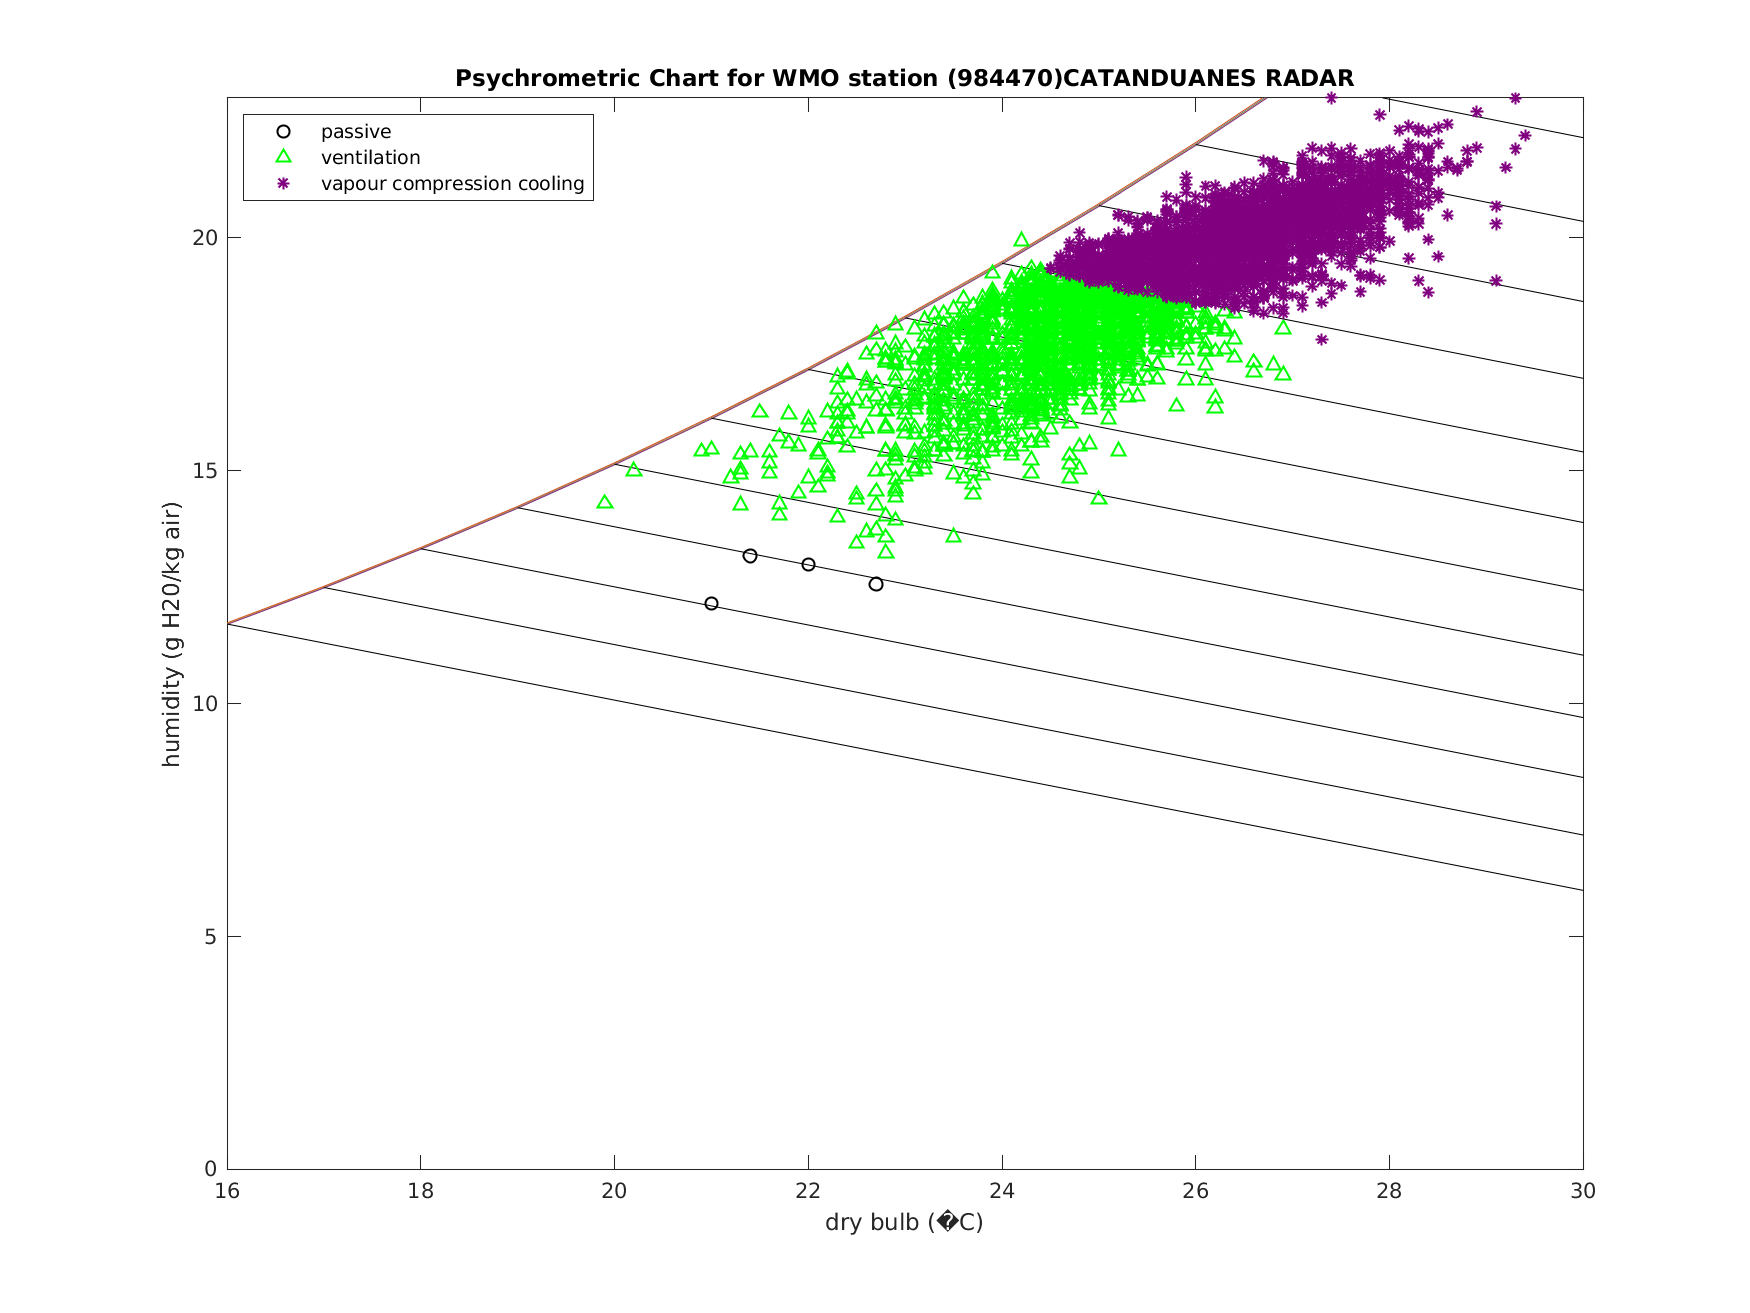 Psychrometric Chart for WMO station (984470)CATANDUANES RADAR
passive
ventilation
vapour compression cooling
20
15
10
5
0
humidity (g H20/kg air)
16 18 20 22 24 26 28 30
dry bulb (�C)